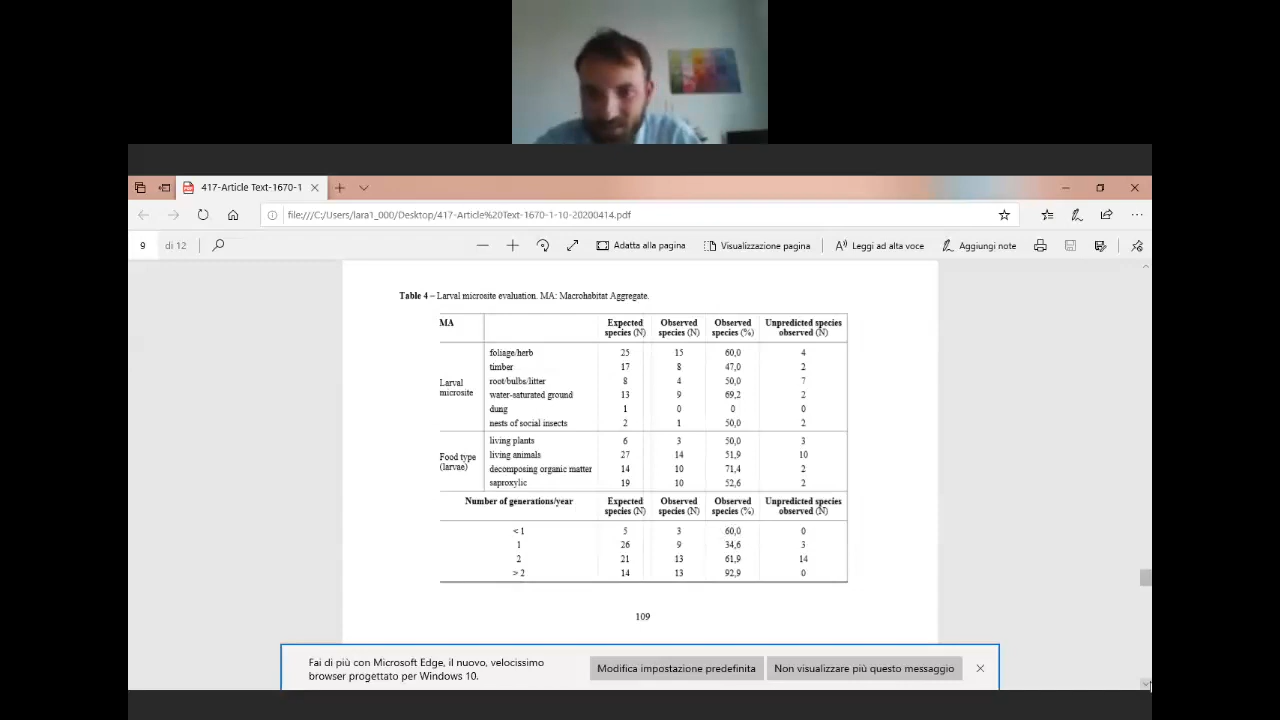 417-Article Text-1670-1
file:///C:/Users/lara1_000/Desktop/417-Article%20Text-1670-1-10-20200414.pdf
9 di 12 Adatta alla pagina Visualizzazione pagina Leggi ad alta voce Aggiungi note
Table 4 – Larval microsite evaluation. MA: Macrohabitat Aggregate.
MA Expected species (N) Observed species (N) Observed species (%) Unpredicted species observed (N)
Larval microsite
foliage/herb 25 15 60,0 4
timber 17 8 47,0 2
root/bulbs/litter 8 4 50,0 7
water-saturated ground 13 9 69,2 2
dung 1 0 0 0
nests of social insects 2 1 50,0 2
Food type (larvae)
living plants 6 3 50,0 3
living animals 27 14 51,9 10
decomposing organic matter 14 10 71,4 2
saproxylic 19 10 52,6 2
Number of generations/year Expected species (N) Observed species (N) Observed species (%) Unpredicted species observed (N)
< 1 5 3 60,0 0
1 26 9 34,6 3
2 21 13 61,9 14
> 2 14 13 92,9 0
109
Fai di più con Microsoft Edge, il nuovo, velocissimo
browser progettato per Windows 10.
Modifica impostazione predefinita Non visualizzare più questo messaggio